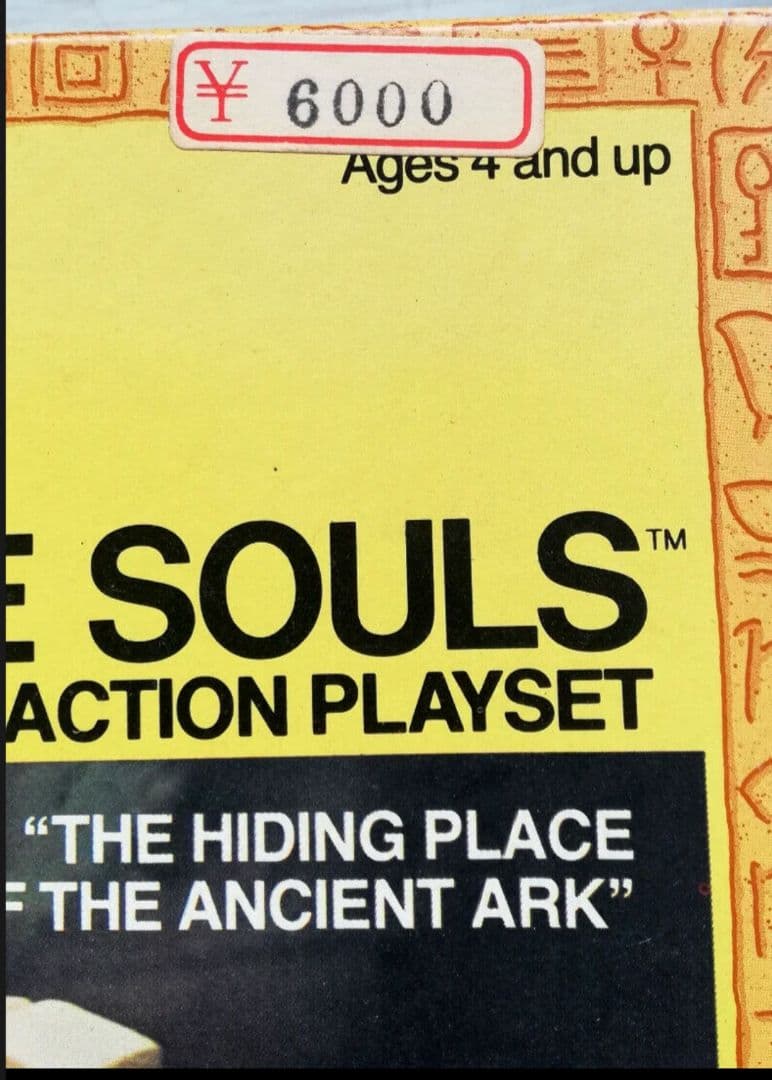 ¥ 6000
Ages 4 and up
E SOULS™
ACTION PLAYSET
“THE HIDING PLACE
F THE ANCIENT ARK”